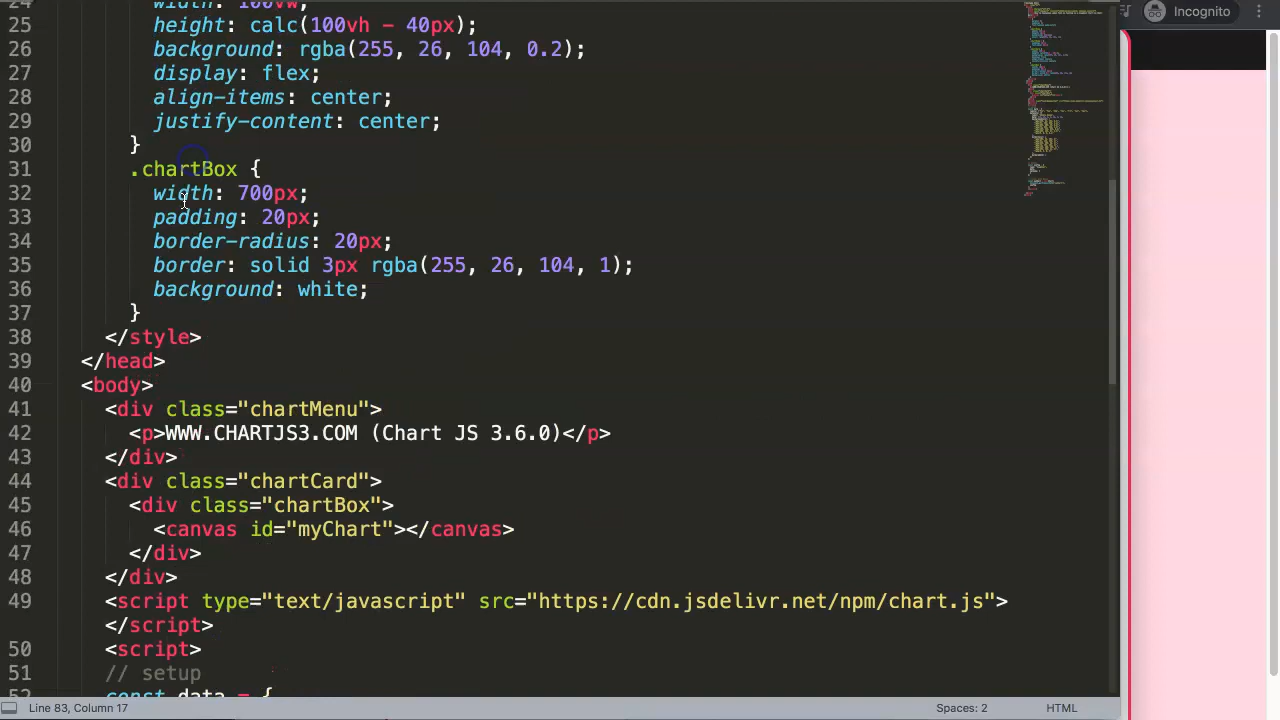 24 width: 100vw;
25 height: calc(100vh - 40px);
26 background: rgba(255, 26, 104, 0.2);
27 display: flex;
28 align-items: center;
29 justify-content: center;
30 }
31 .chartBox {
32 width: 700px;
33 padding: 20px;
34 border-radius: 20px;
35 border: solid 3px rgba(255, 26, 104, 1);
36 background: white;
37 }
38 </style>
39 </head>
40 <body>
41 <div class="chartMenu">
42 <p>WWW.CHARTJS3.COM (Chart JS 3.6.0)</p>
43 </div>
44 <div class="chartCard">
45 <div class="chartBox">
46 <canvas id="myChart"></canvas>
47 </div>
48 </div>
49 <script type="text/javascript" src="https://cdn.jsdelivr.net/npm/chart.js">
</script>
50 <script>
51 // setup
52 const data = {
Line 83, Column 17
Spaces: 2
HTML
Incognito